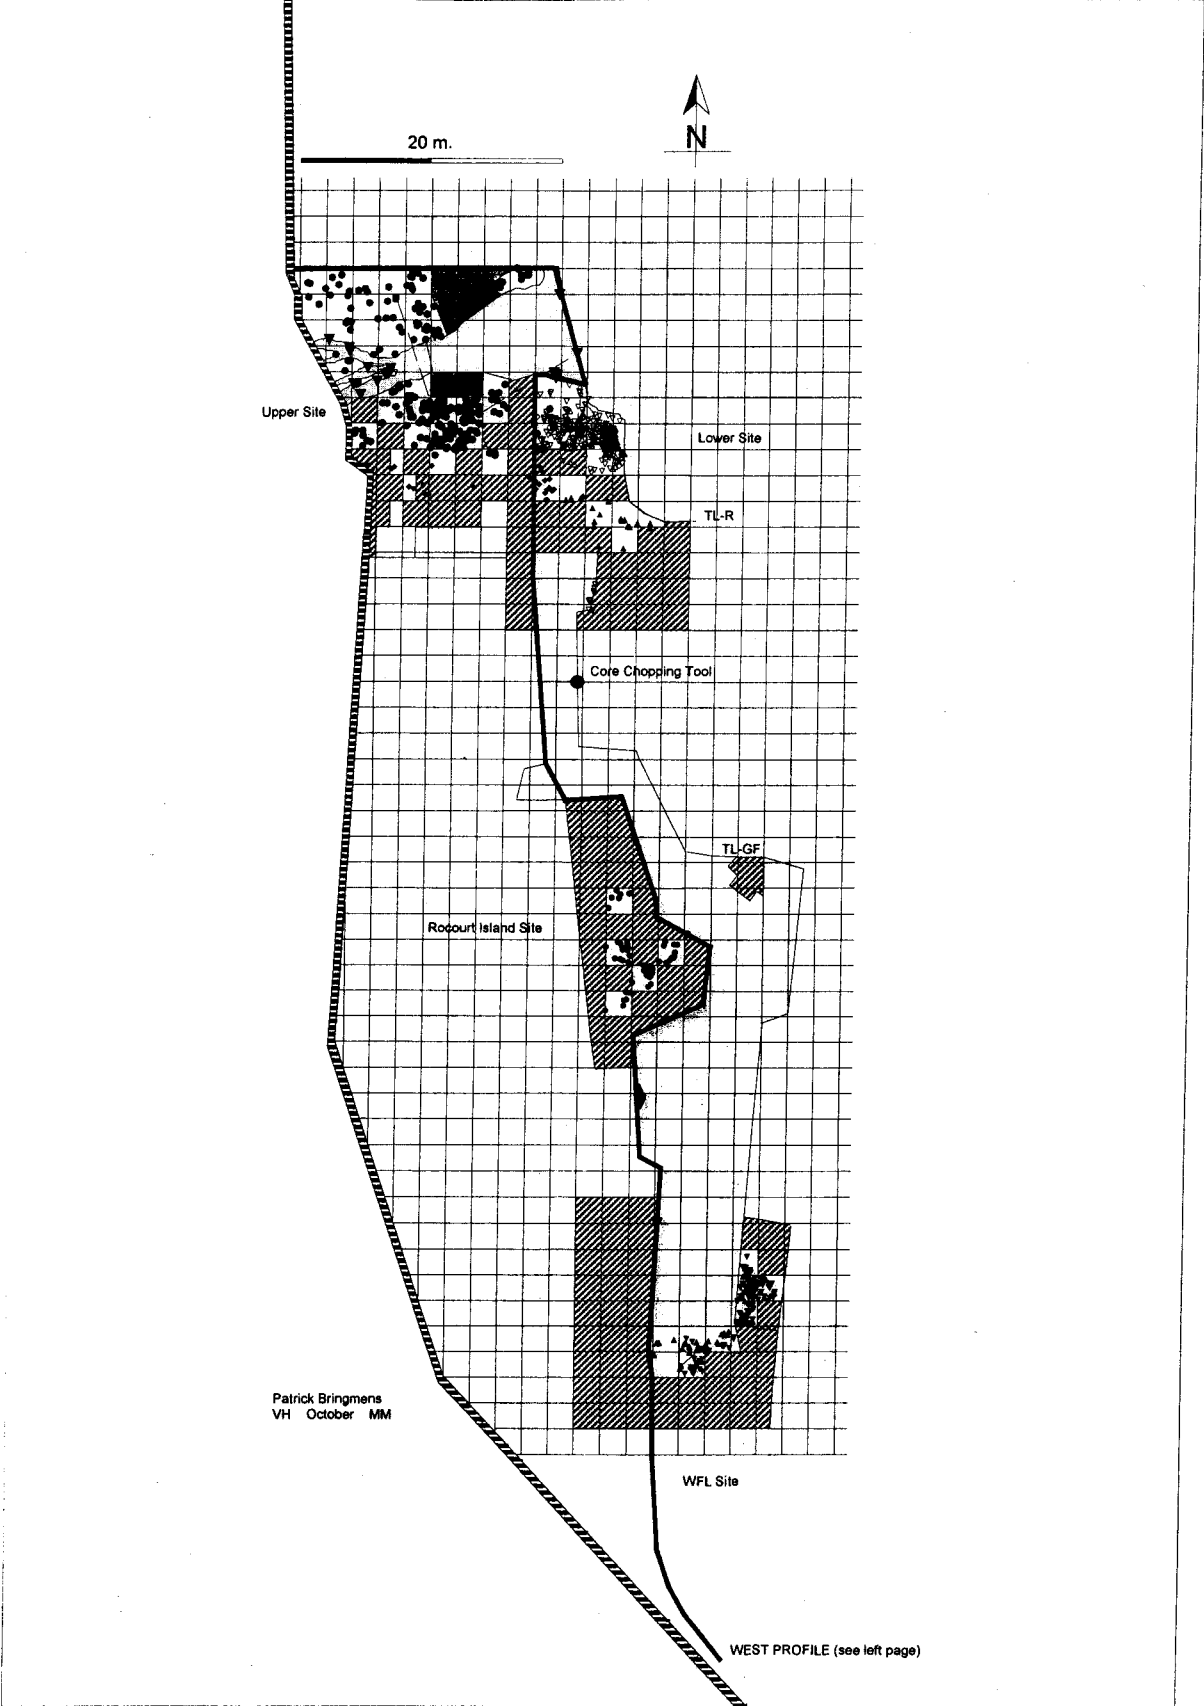 20 m.
N
Upper Site
Lower Site
TL-R
Core Chopping Tool
TL-GF
Rocourt Island Site
Patrick Bringmens
VH October MM
WFL Site
WEST PROFILE (see left page)